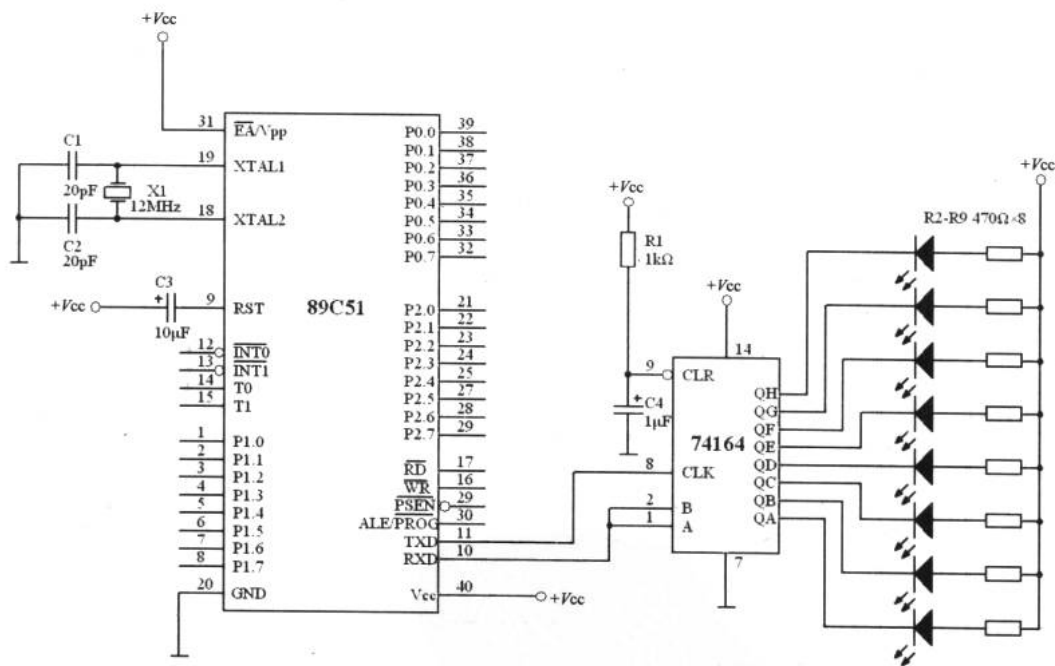 +Vcc
31
EA/Vpp
C1
20pF
19
XTAL1
X1
12MHz
18
XTAL2
C2
20pF
+Vcc
C3
+
10μF
9
RST
89C51
12
INT0
13
INT1
14
T0
15
T1
1
P1.0
2
P1.1
3
P1.2
4
P1.3
5
P1.4
6
P1.5
7
P1.6
8
P1.7
20
GND
P0.0
39
P0.1
38
P0.2
37
P0.3
36
P0.4
35
P0.5
34
P0.6
33
P0.7
32
P2.0
21
P2.1
22
P2.2
23
P2.3
24
P2.4
25
P2.5
27
P2.6
28
P2.7
29
RD
17
WR
16
PSEN
29
ALE/PROG
30
TXD
11
RXD
10
Vcc
40
+Vcc
+Vcc
R1
1kΩ
+
C4
1μF
+Vcc
14
9
CLR
74164
8
CLK
2
B
1
A
7
QH
QG
QF
QE
QD
QC
QB
QA
+Vcc
R2-R9 470Ω×8